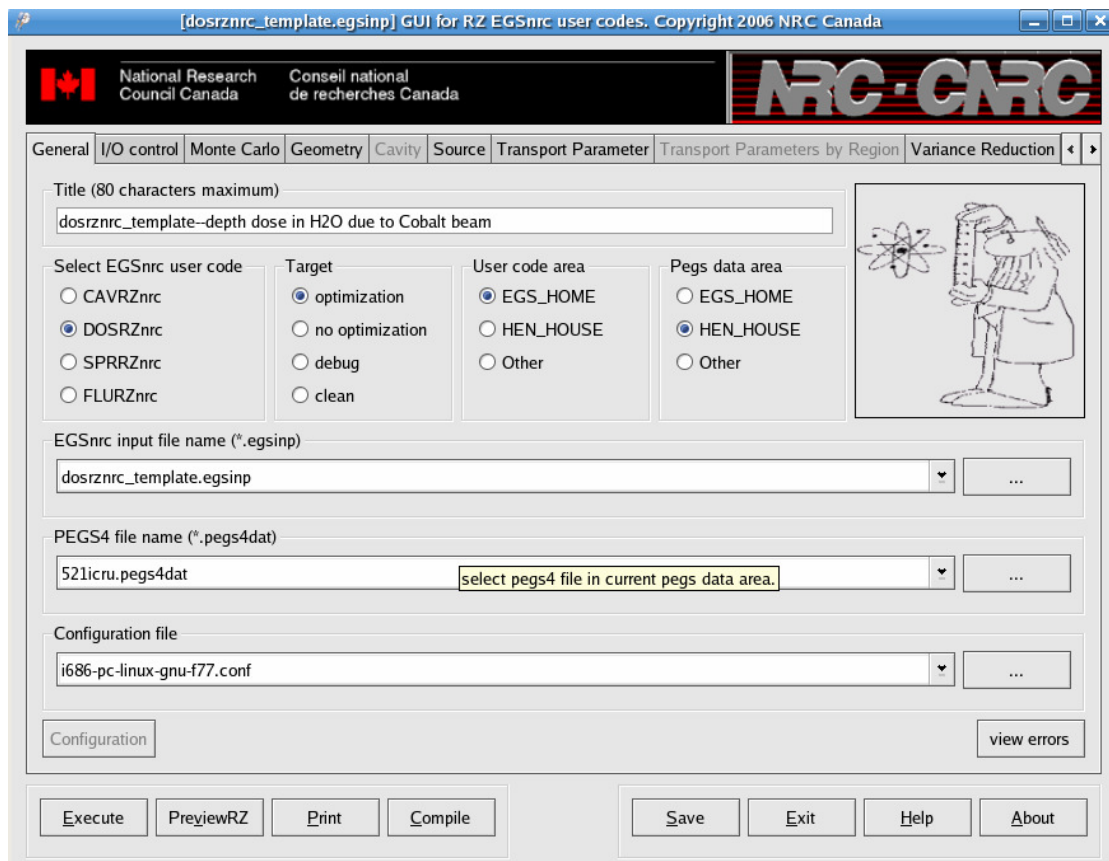 [dosrznrc_template.egsinp] GUI for RZ EGSnrc user codes. Copyright 2006 NRC Canada
National Research Conseil national
Council Canada de recherches Canada
NRC · CNRC
General I/O control Monte Carlo Geometry Cavity Source Transport Parameter Transport Parameters by Region Variance Reduction
Title (80 characters maximum)
dosrznrc_template--depth dose in H2O due to Cobalt beam
Select EGSnrc user code Target User code area Pegs data area
CAVRZnrc optimization EGS_HOME EGS_HOME
DOSRZnrc no optimization HEN_HOUSE HEN_HOUSE
SPRRZnrc debug Other Other
FLURZnrc clean
EGSnrc input file name (*.egsinp)
dosrznrc_template.egsinp ...
PEGS4 file name (*.pegs4dat)
521icru.pegs4dat ...
select pegs4 file in current pegs data area.
Configuration file
i686-pc-linux-gnu-f77.conf ...
Configuration view errors
Execute PreviewRZ Print Compile Save Exit Help About